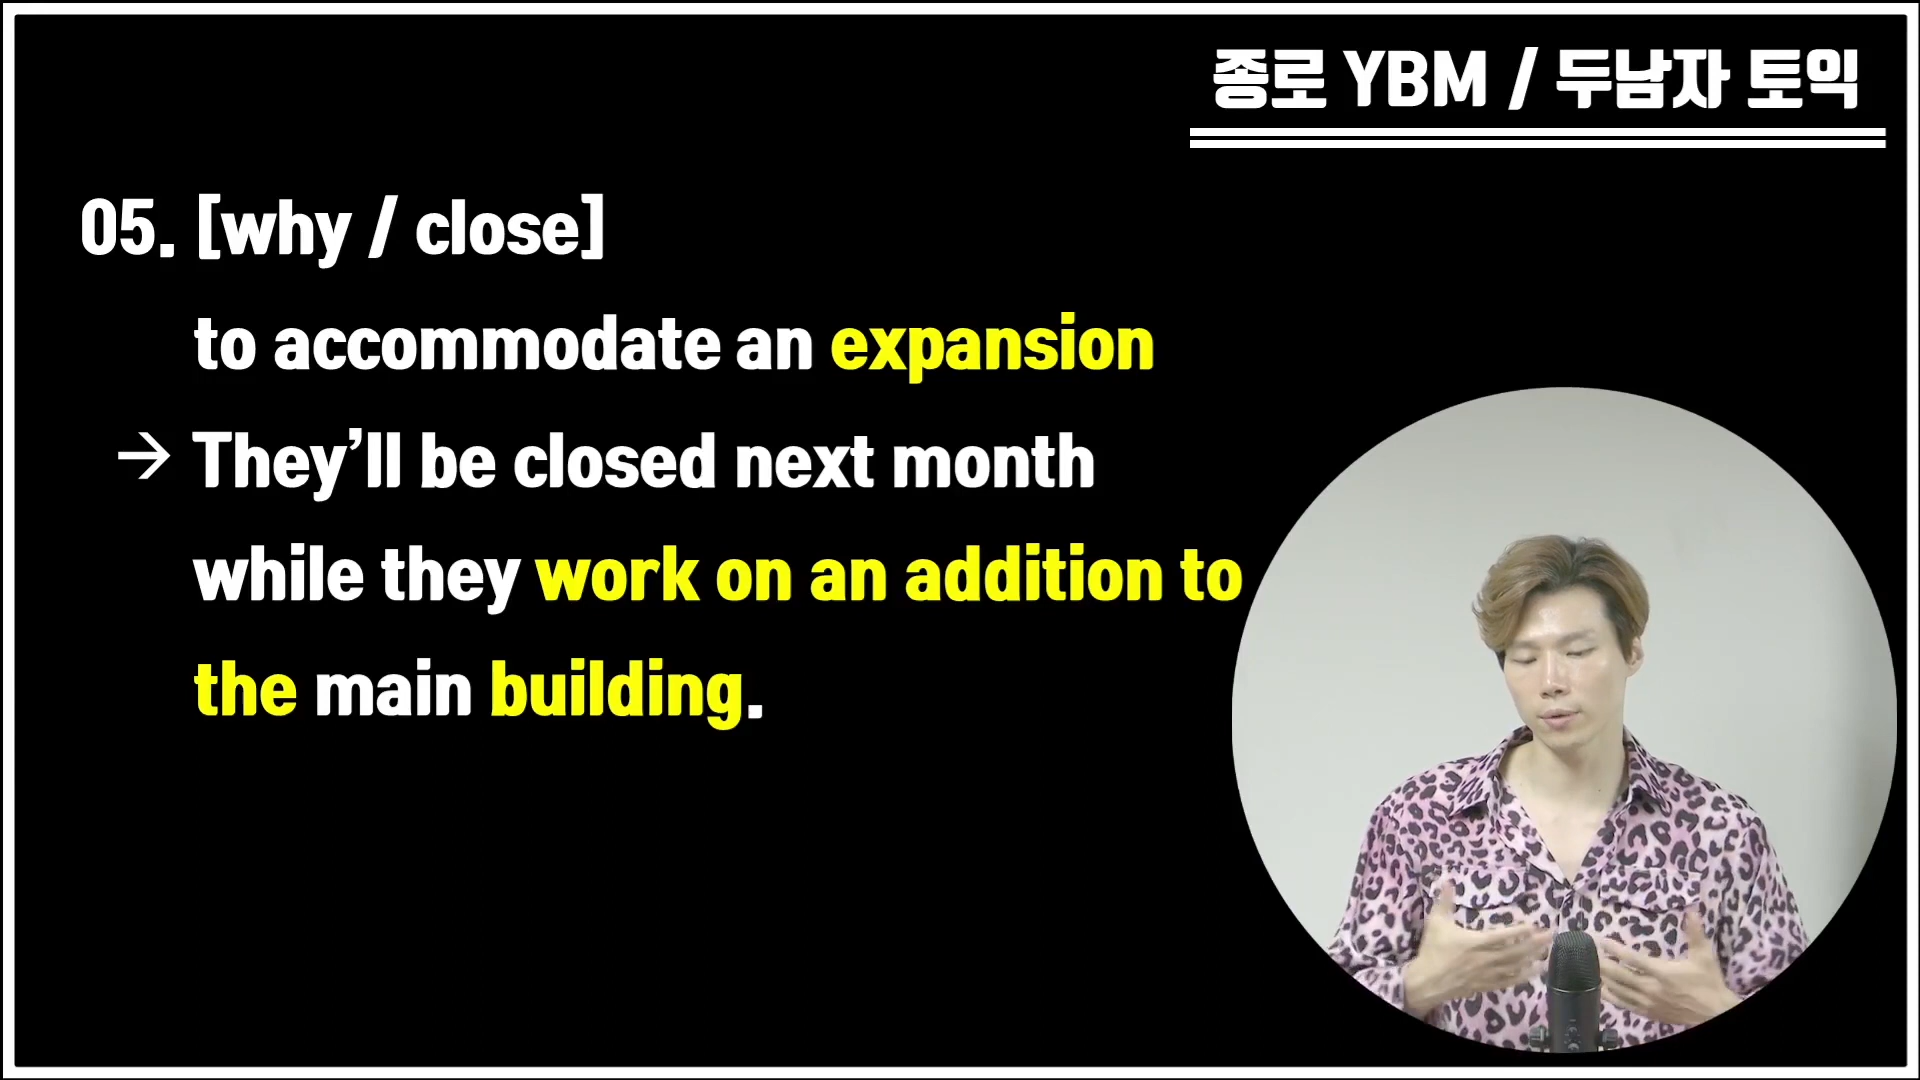 종로 YBM / 두남자 토익
05. [why / close]
to accommodate an expansion
→ They’ll be closed next month
while they work on an addition to
the main building.